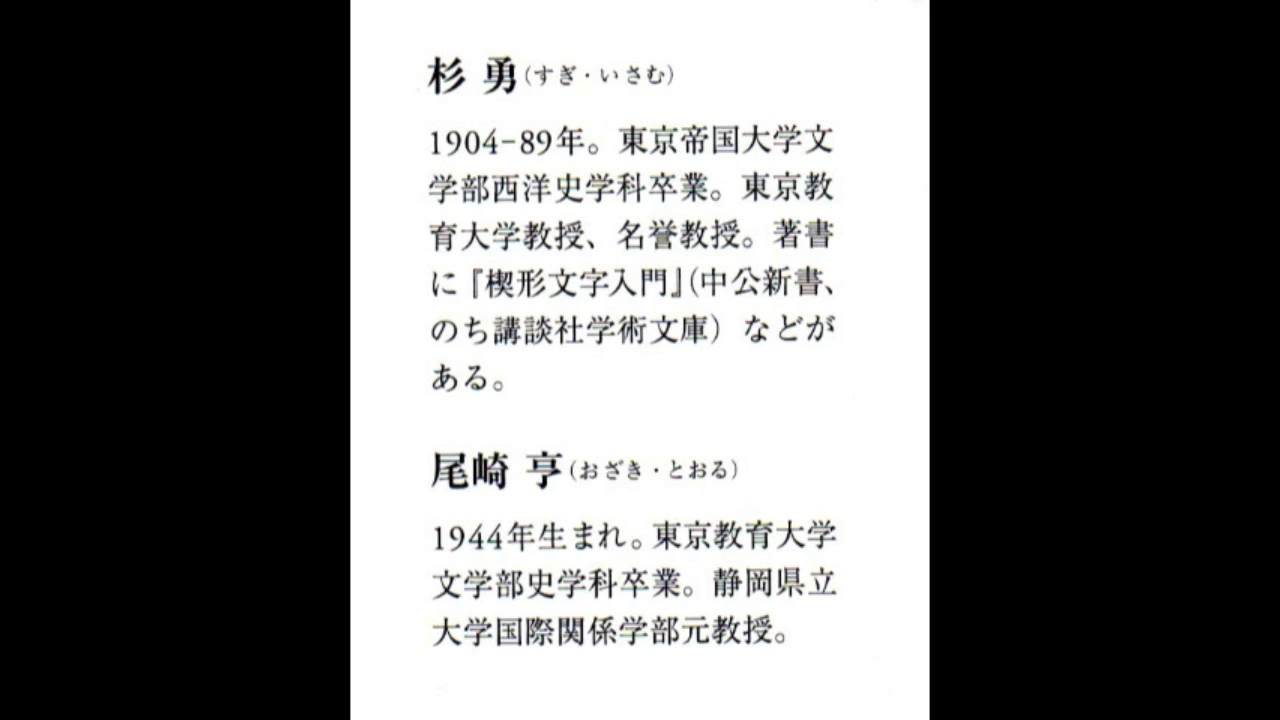 杉 勇(すぎ・いさむ)
1904-89年。東京帝国大学文
学部西洋史学科卒業。東京教
育大学教授、名誉教授。著書
に『楔形文字入門』(中公新書、
のち講談社学術文庫)などが
ある。
尾崎 亨(おざき・とおる)
1944年生まれ。東京教育大学
文学部史学科卒業。静岡県立
大学国際関係学部元教授。